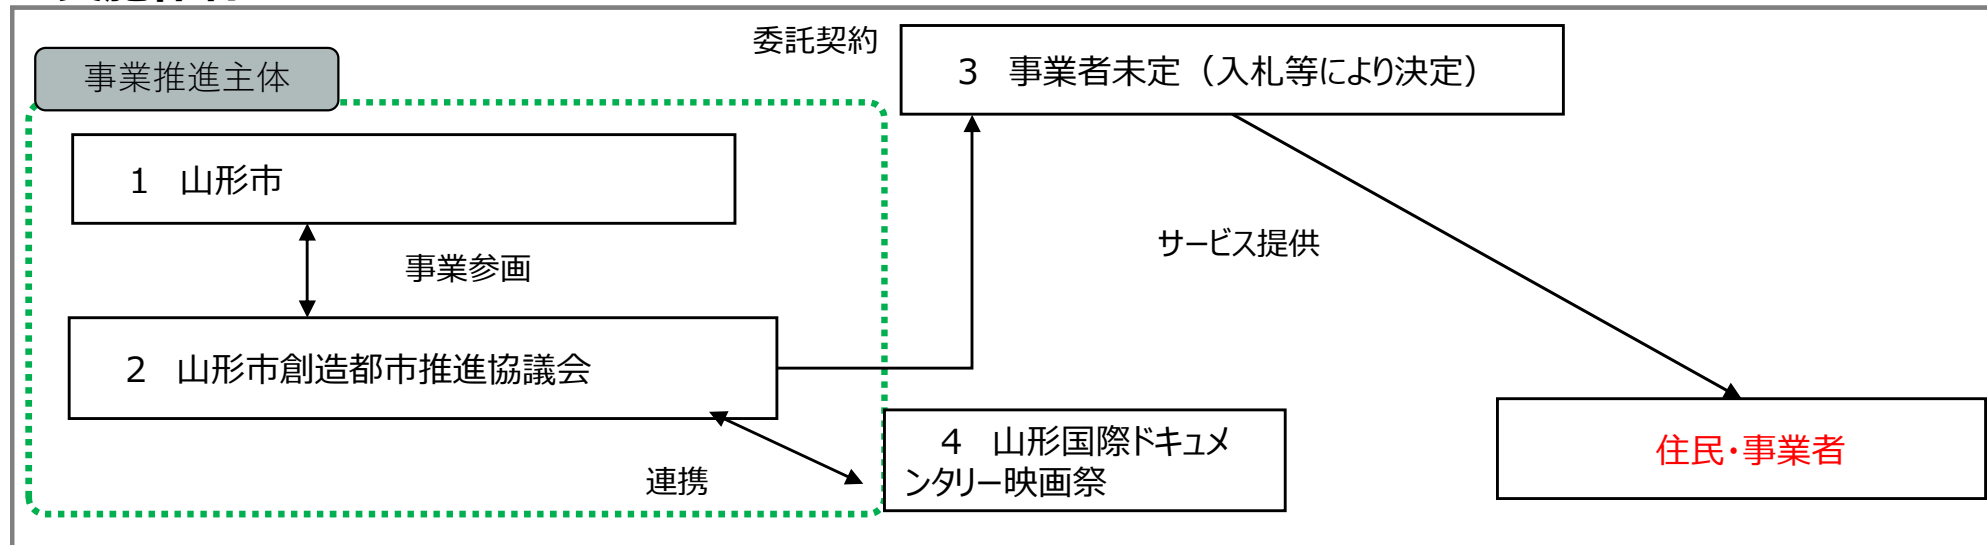 委託契約
事業推進主体
3　事業者未定（入札等により決定）
1　山形市
サービス提供
事業参画
2　山形市創造都市推進協議会
4　山形国際ドキュメ
ンタリー映画祭
住民・事業者
連携